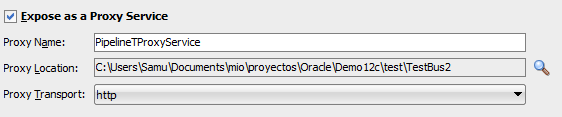 Expose as a Proxy Service
Proxy Name: PipelineTProxyService
Proxy Location: C:\Users\Samu\Documents\mio\proyectos\Oracle\Demo12c\test\TestBus2
Proxy Transport: http